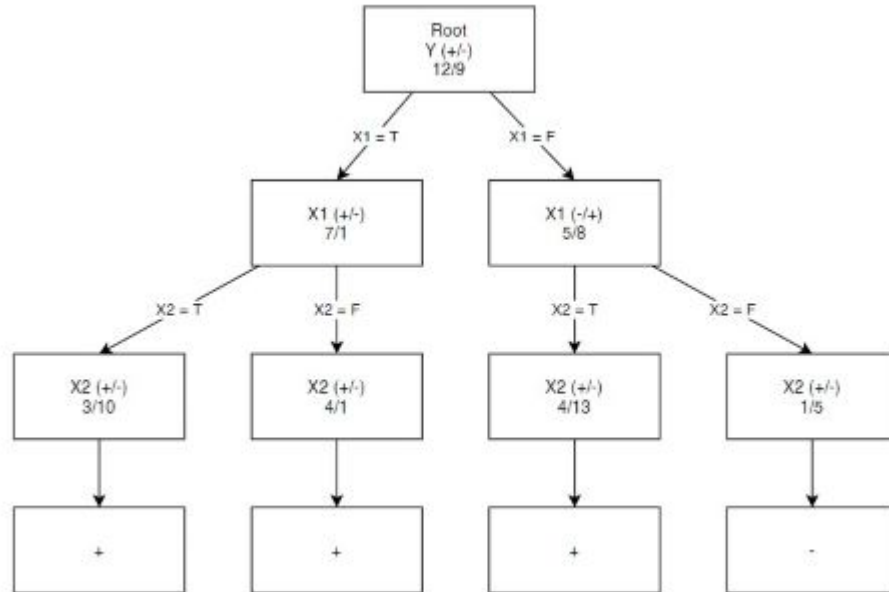 Root
Y (+/-)
12/9
X1 = T
X1 = F
X1 (+/-)
7/1
X1 (-/+)
5/8
X2 = T
X2 = F
X2 = T
X2 = F
X2 (+/-)
3/10
X2 (+/-)
4/1
X2 (+/-)
4/13
X2 (+/-)
1/5
+
+
+
-